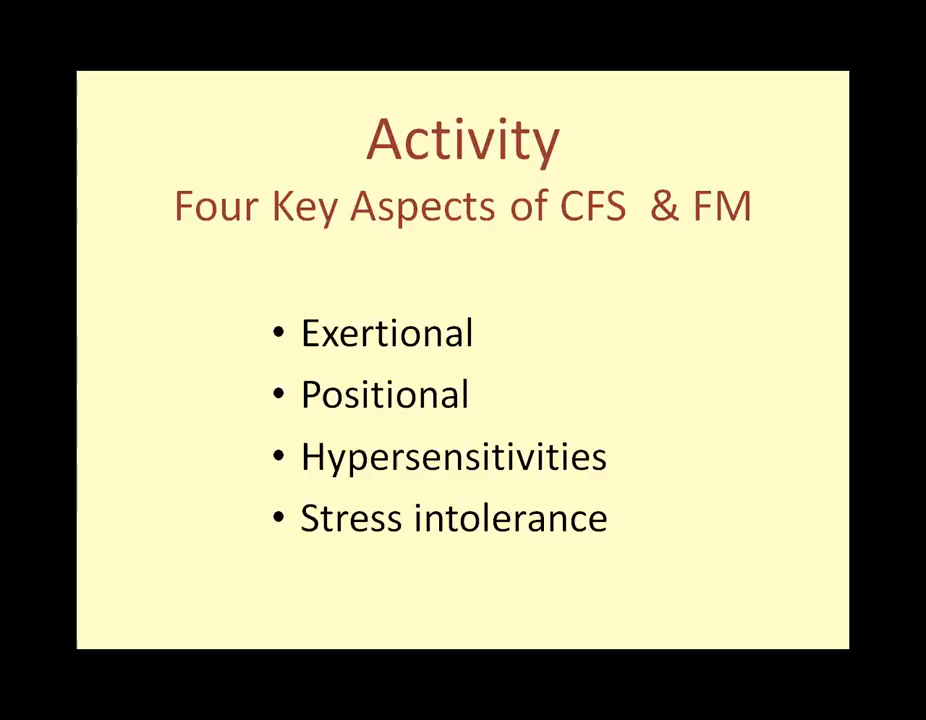 Activity
Four Key Aspects of CFS & FM
• Exertional
• Positional
• Hypersensitivities
• Stress intolerance